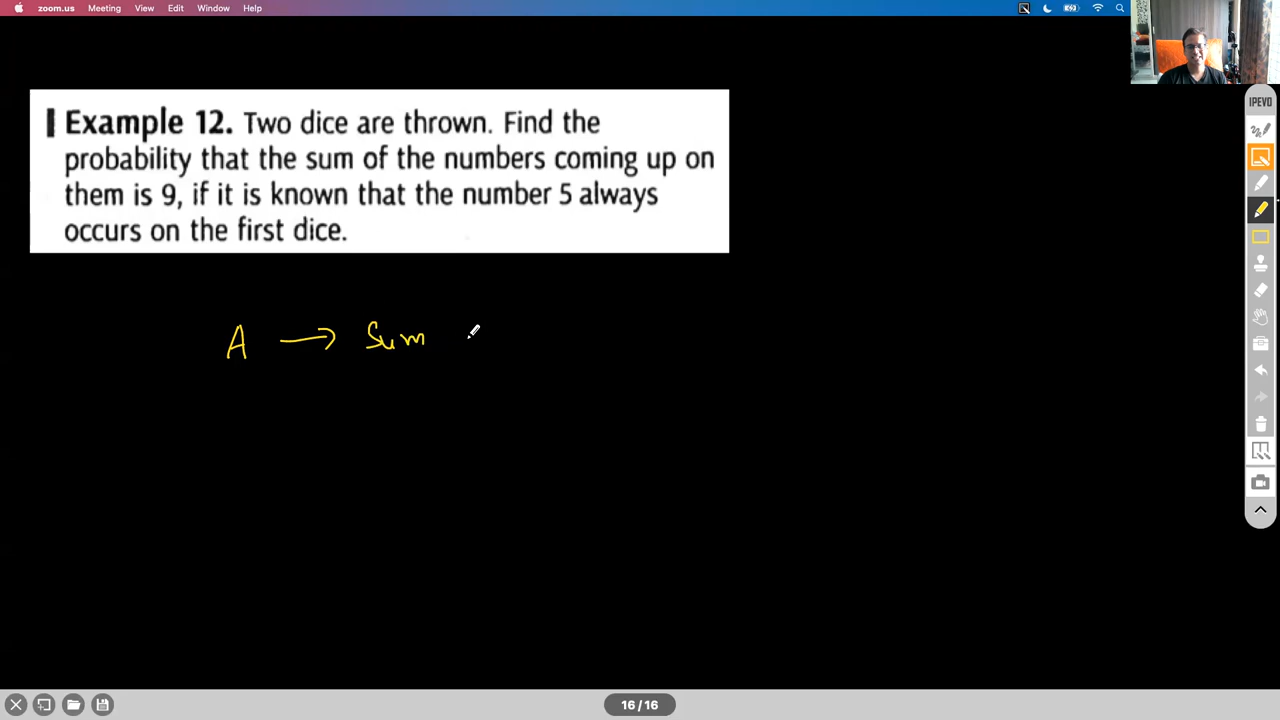 zoom.us Meeting View Edit Window Help
IPEVO
Example 12. Two dice are thrown. Find the
probability that the sum of the numbers coming up on
them is 9, if it is known that the number 5 always
occurs on the first dice.
A → Sum
16 / 16